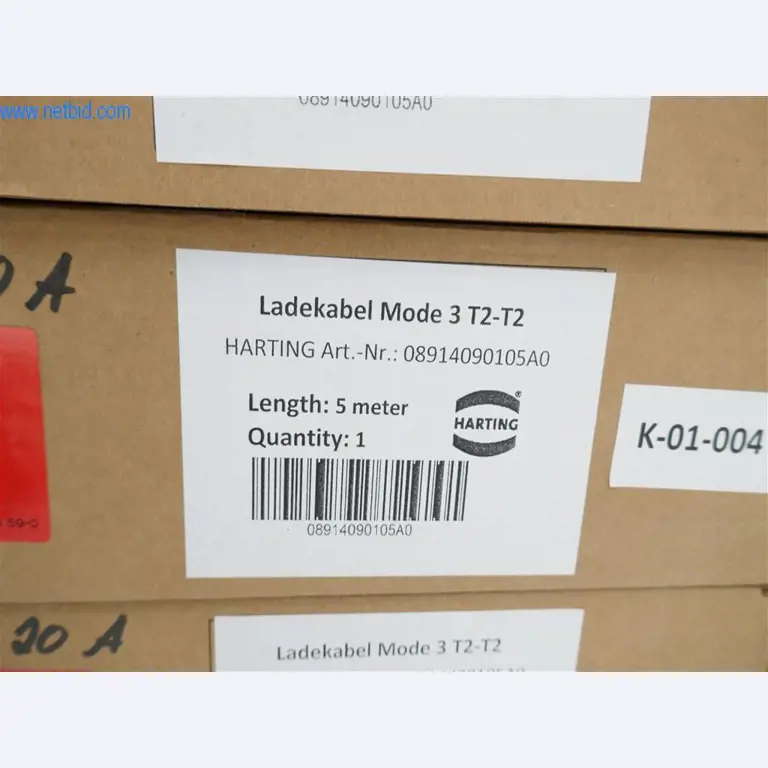 www.netbid.com
08914090105A0
0 A
Ladekabel Mode 3 T2-T2
HARTING Art.-Nr.: 08914090105A0
Length: 5 meter
Quantity: 1
HARTING®
08914090105A0
K-01-004
20 A
Ladekabel Mode 3 T2-T2